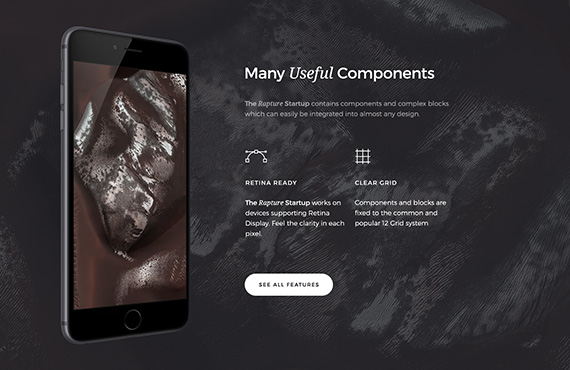 Many Useful Components
The Rapture Startup contains components and complex blocks
which can easily be integrated into almost any design.
RETINA READY
The Rapture Startup works on
devices supporting Retina
Display. Feel the clarity in each
pixel.
CLEAR GRID
Components and blocks are
fixed to the common and
popular 12 Grid system
SEE ALL FEATURES